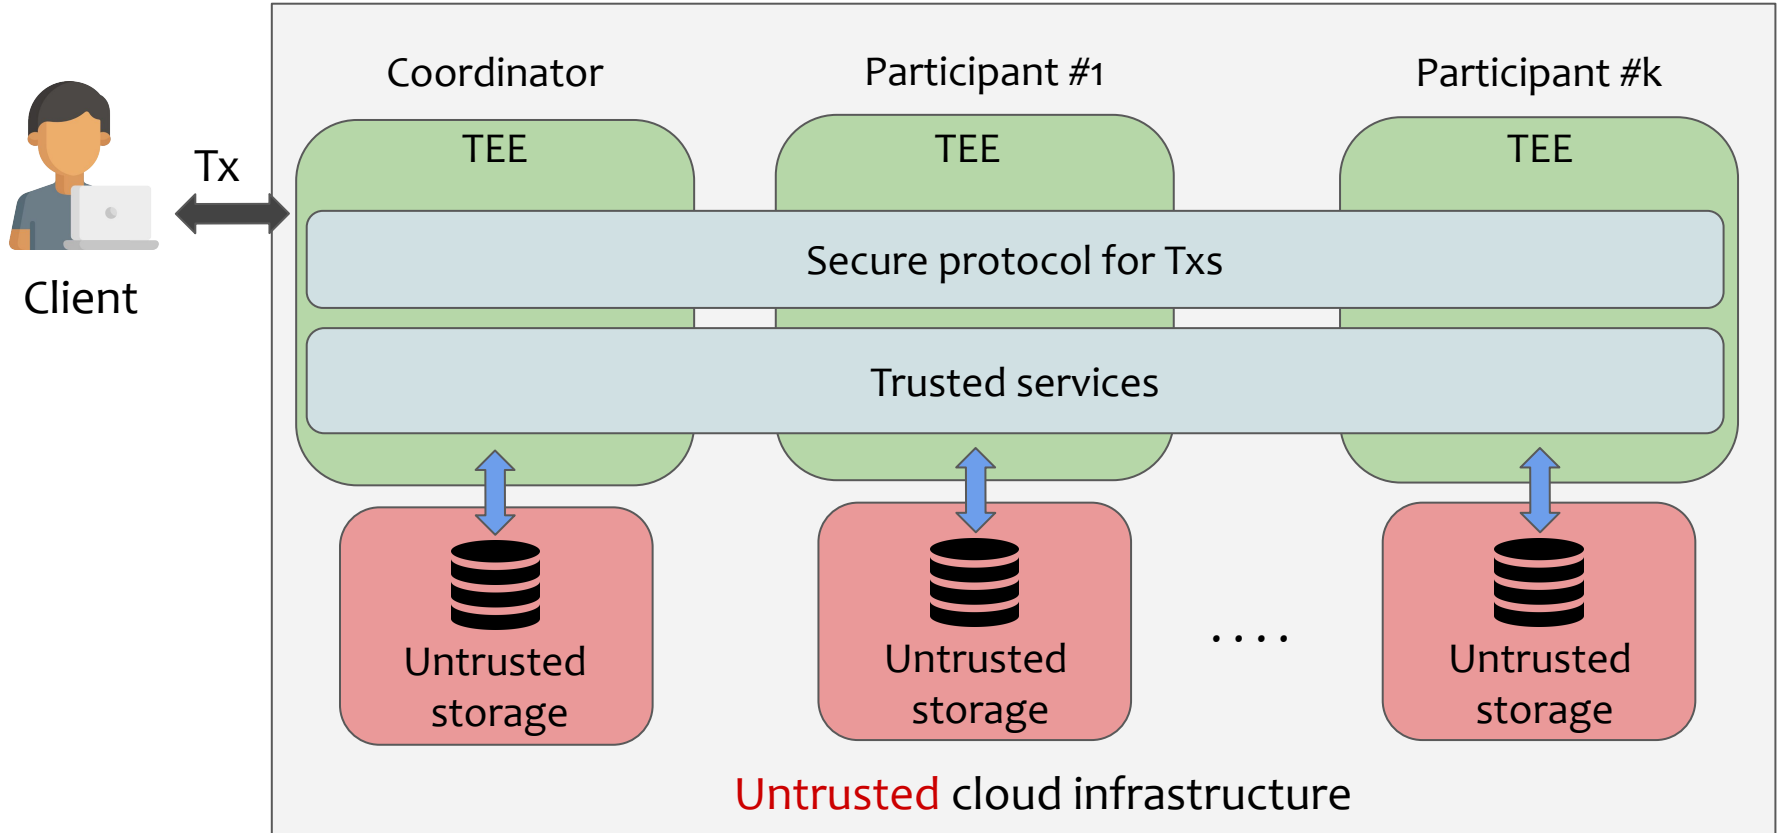 Coordinator
Participant #1
Participant #k
TEE
TEE
TEE
Tx
Client
Secure protocol for Txs
Trusted services
Untrusted
storage
Untrusted
storage
. . . .
Untrusted
storage
Untrusted cloud infrastructure